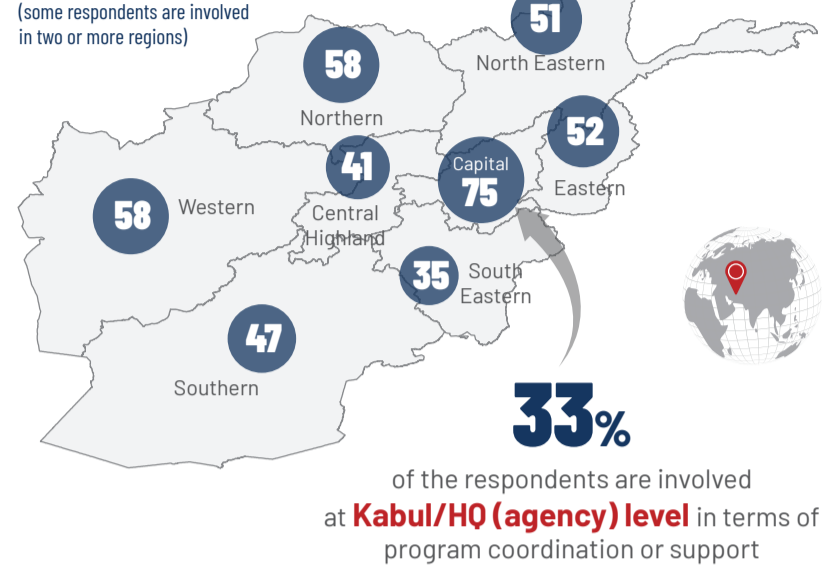 (some respondents are involved
in two or more regions)
51
North Eastern
58
Northern
52
Eastern
41
Central
Highland
Capital
75
58
Western
35
South
Eastern
47
Southern
33%
of the respondents are involved
at Kabul/HQ (agency) level in terms of
program coordination or support